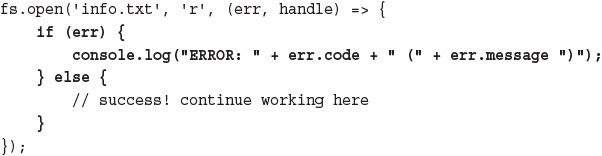 fs.open('info.txt', 'r', (err, handle) => {
    if (err) {
        console.log("ERROR: " + err.code + " (" + err.message ")");
    } else {
        // success! continue working here
    }
});